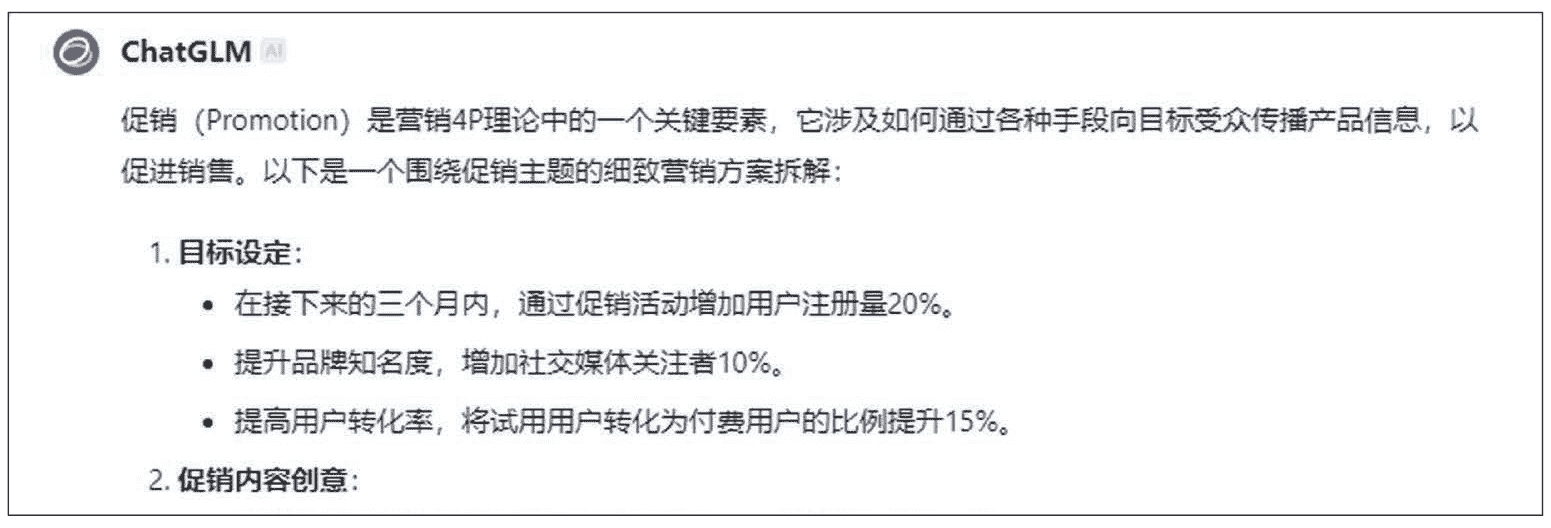 ChatGLM AI
促销（Promotion）是营销4P理论中的一个关键要素，它涉及如何通过各种手段向目标受众传播产品信息，以
促进销售。以下是一个围绕促销主题的细致营销方案拆解：
1. 目标设定：
• 在接下来的三个月内，通过促销活动增加用户注册量20%。
• 提升品牌知名度，增加社交媒体关注者10%。
• 提高用户转化率，将试用用户转化为付费用户的比例提升15%。
2. 促销内容创意：